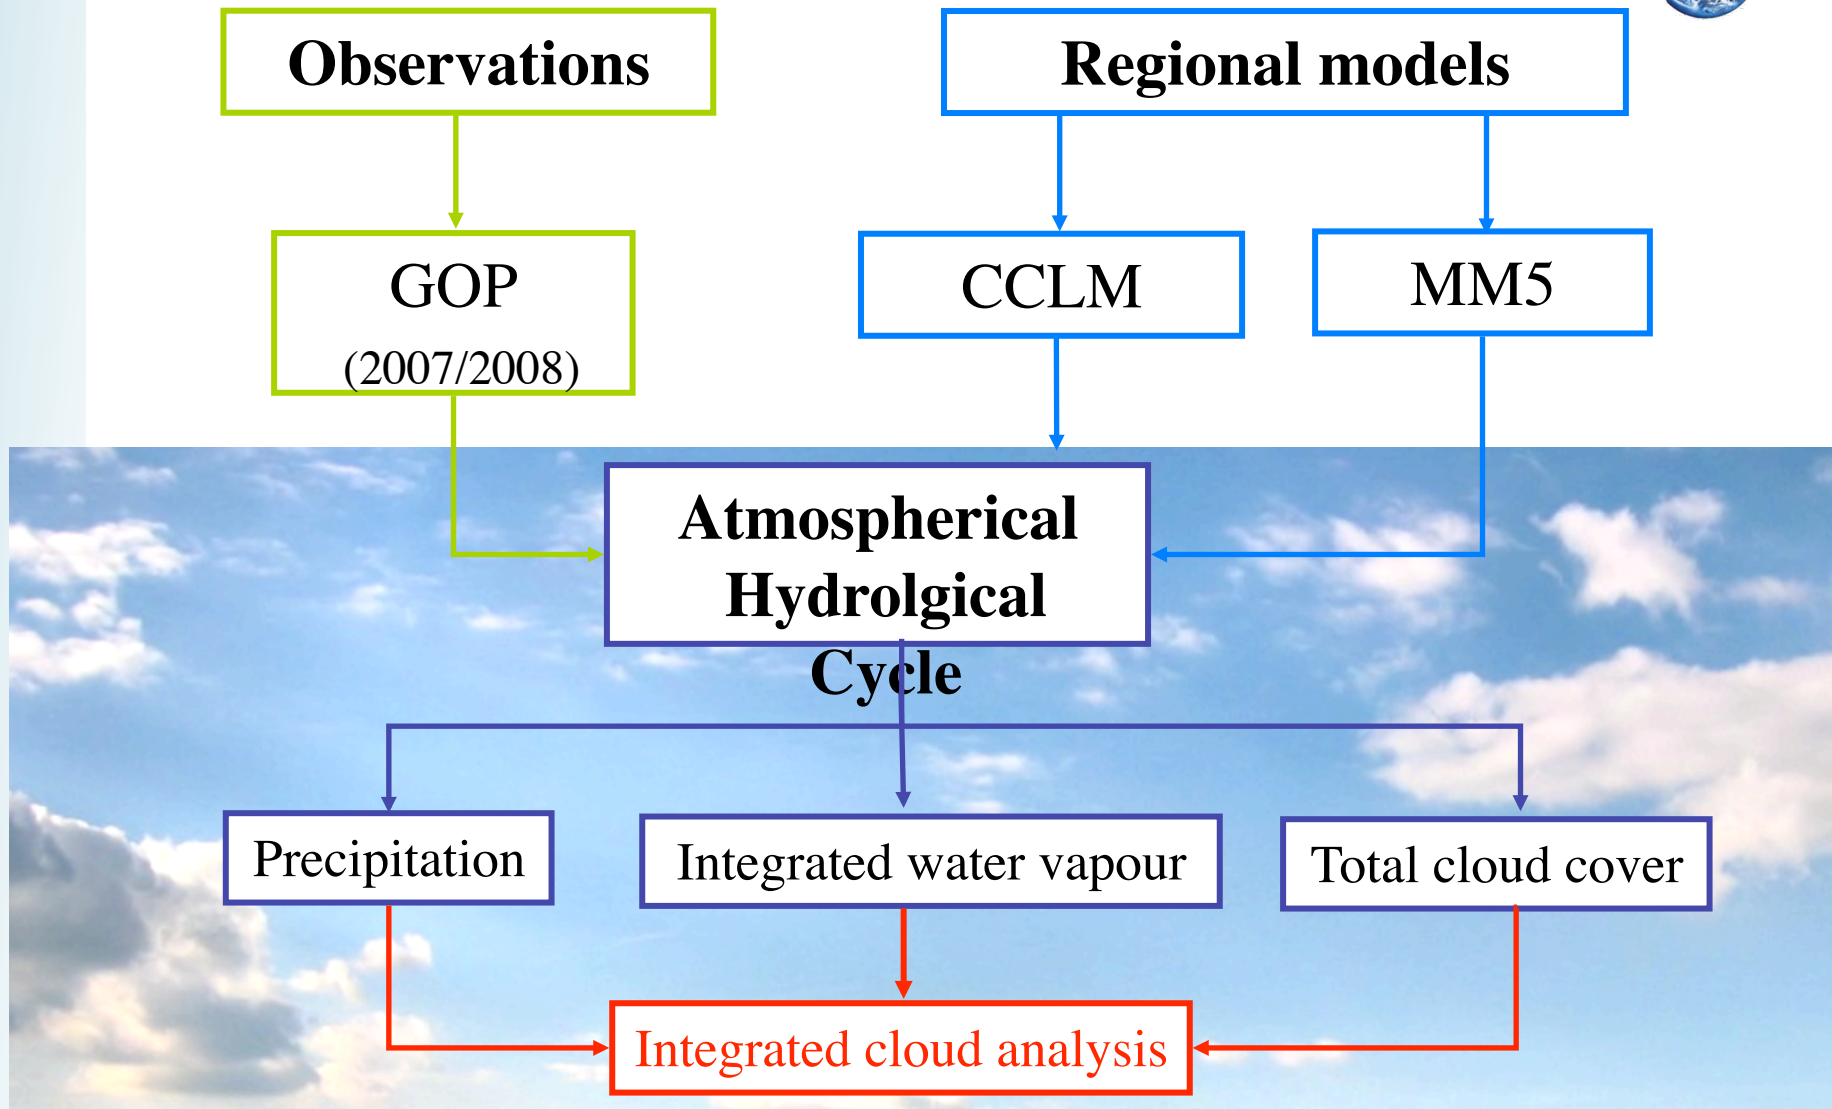 Observations
Regional models
GOP
(2007/2008)
CCLM
MM5
Atmospherical
Hydrolgical
Cycle
Precipitation
Integrated water vapour
Total cloud cover
Integrated cloud analysis